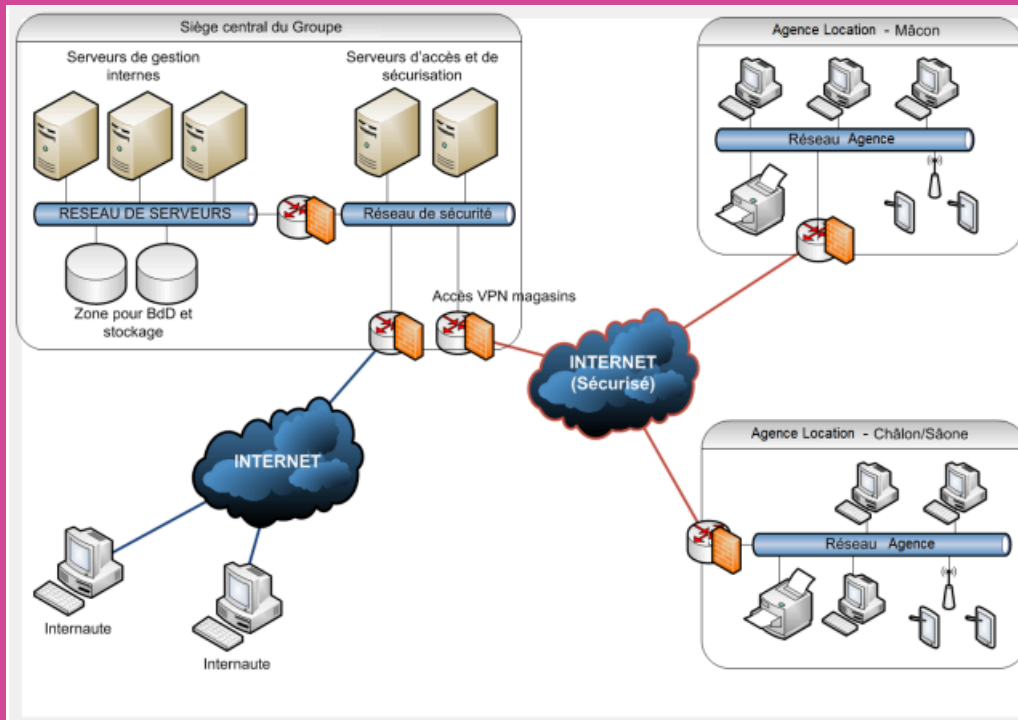 Siège central du Groupe
Serveurs de gestion
internes
Serveurs d'accès et de
sécurisation
RESEAU DE SERVEURS
Réseau de sécurité
Zone pour BdD et
stockage
Accès VPN magasins
INTERNET
Internaute
Internaute
INTERNET
(Sécurisé)
Agence Location - Mâcon
Réseau Agence
Agence Location - Châlon/Sâone
Réseau Agence